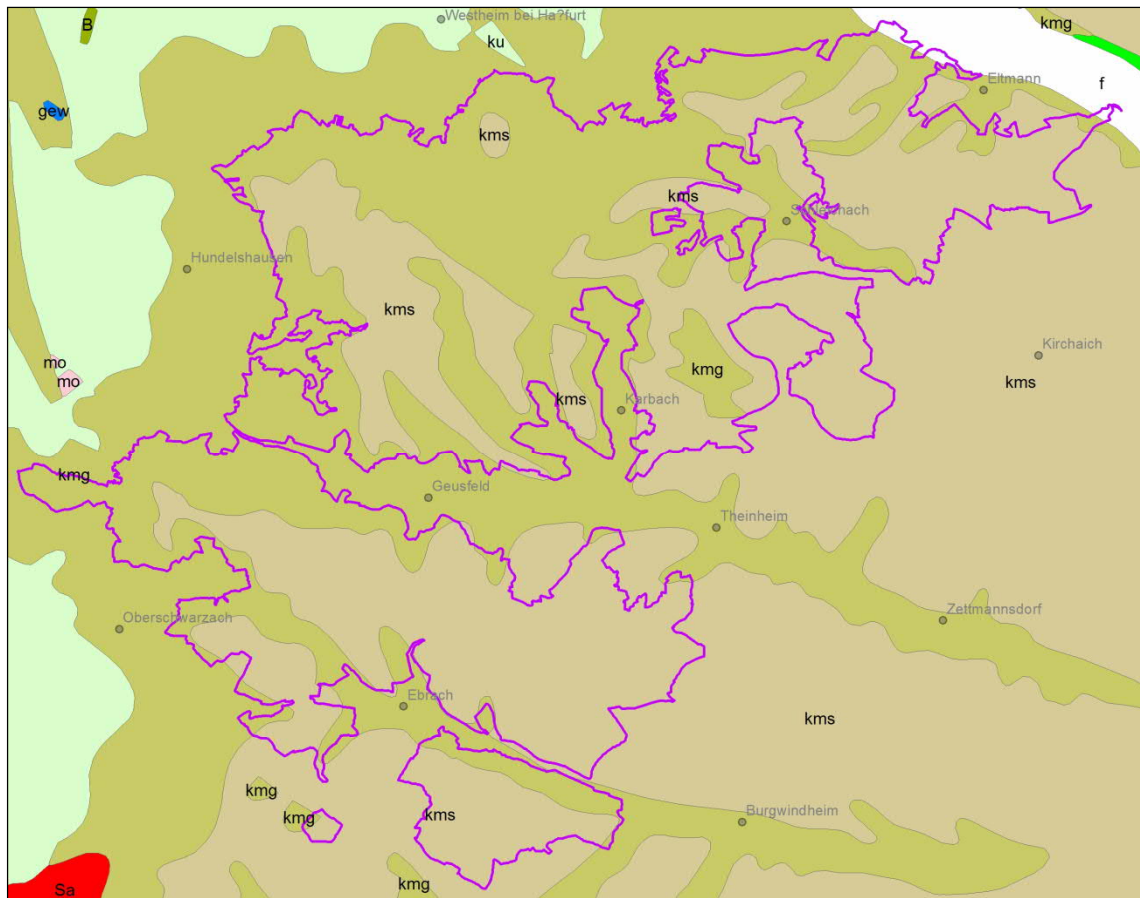 Westheim bei Ha?furt
B
kmg
ku
Eltmann
f
gew
kms
kms
Hundelshausen
kms
mo
mo
kmg
Kirchaich
kms
kms
Karbach
kmg
Geusfeld
Theinheim
Oberschwarzach
Zettmannsdorf
Ebrach
kms
kmg
kmg
kms
Burgwindheim
kmg
Sa